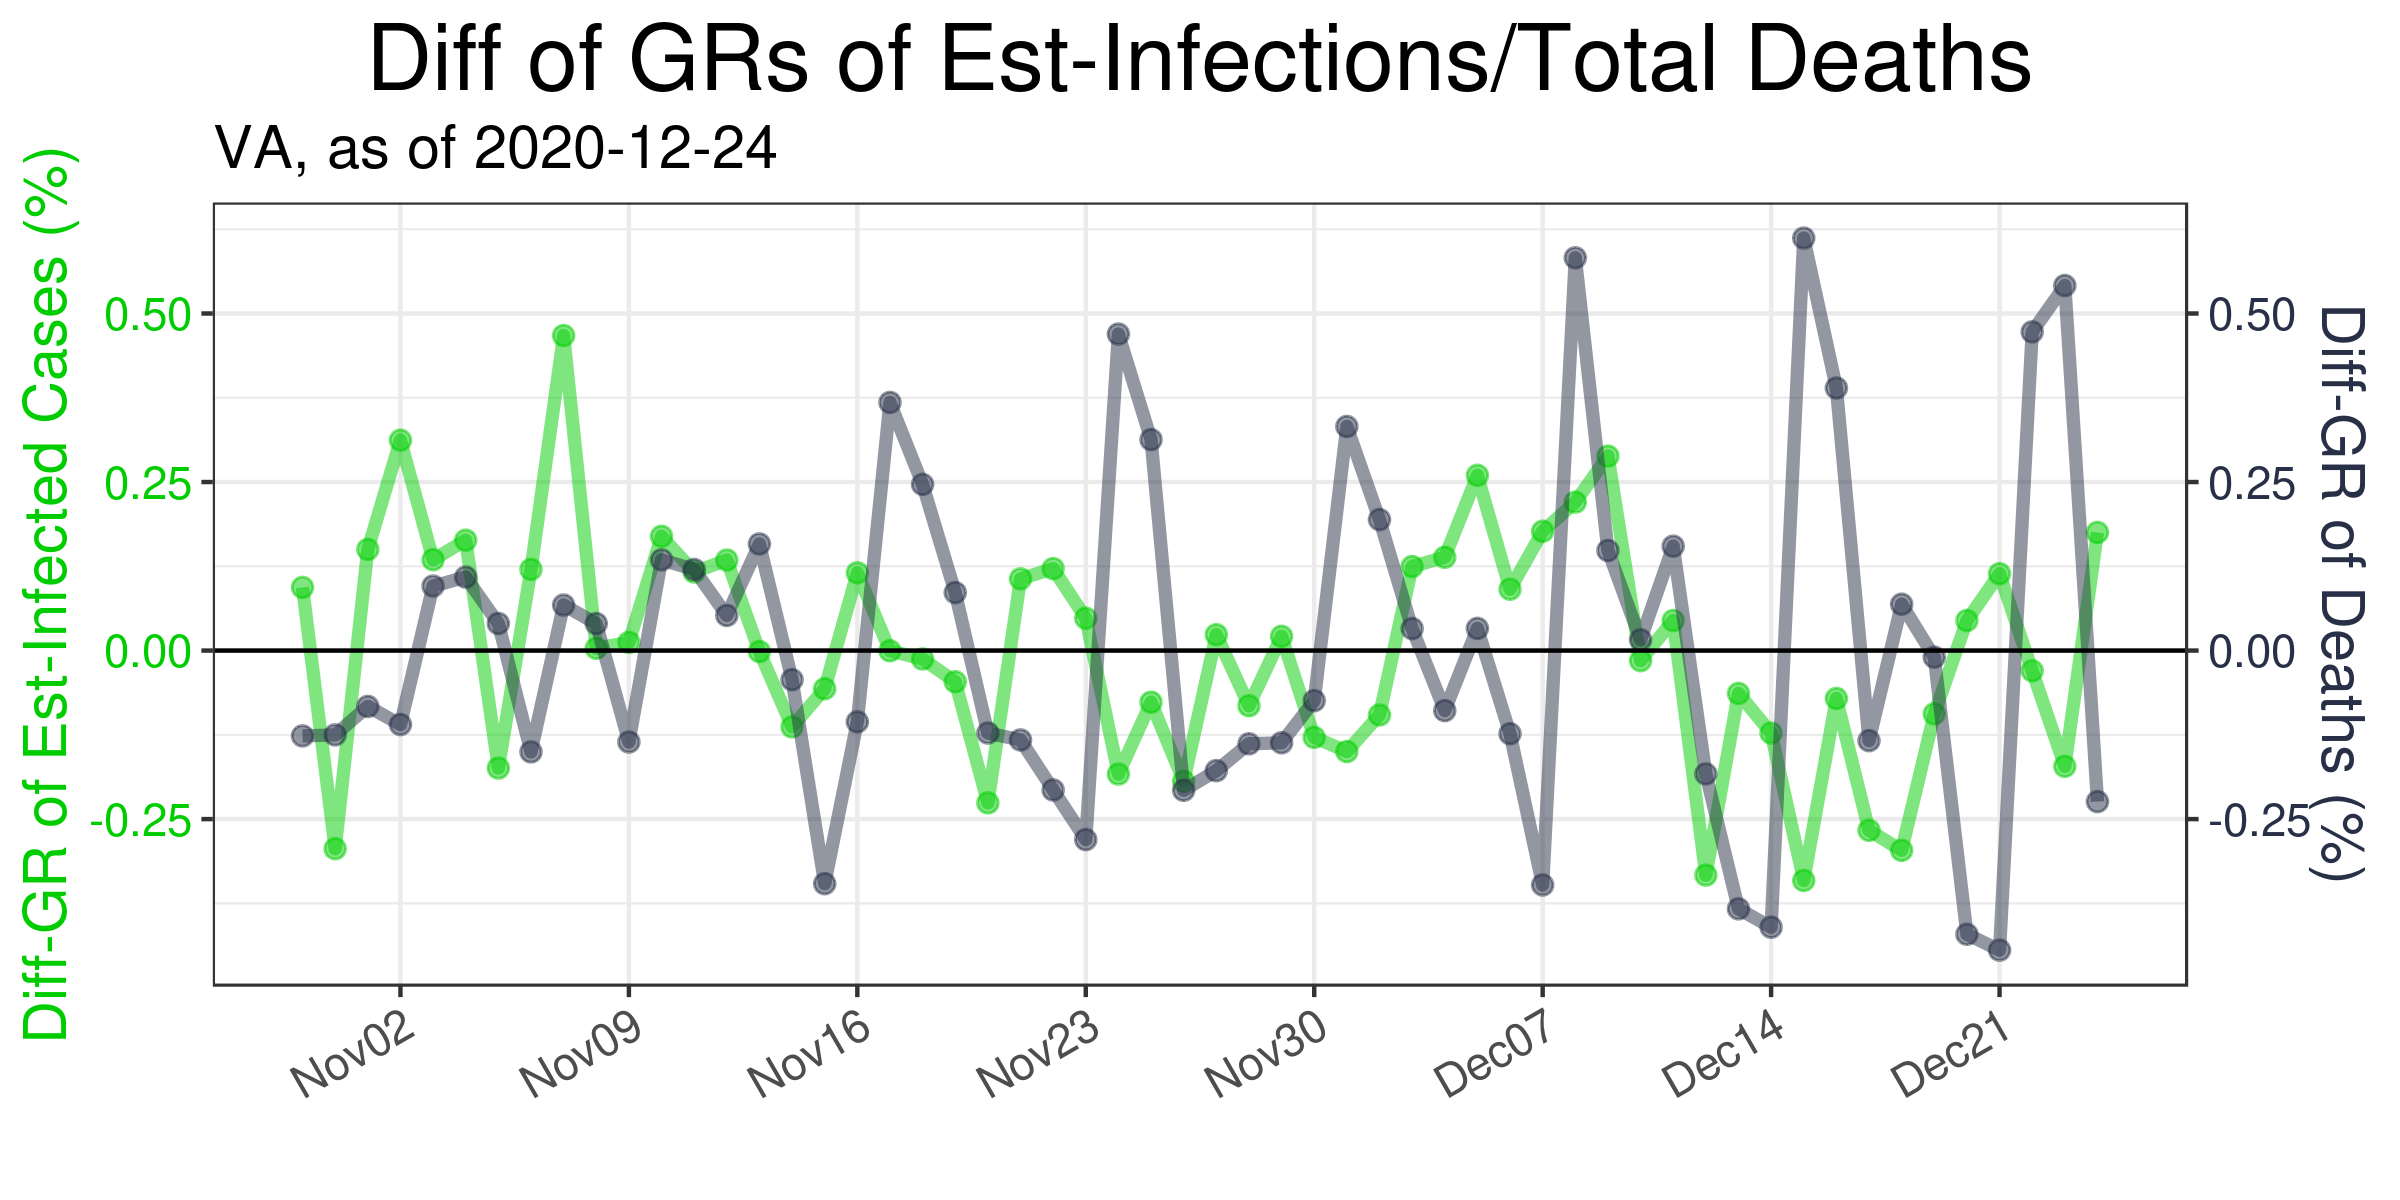 Diff of GRs of Est-Infections/Total Deaths
VA, as of 2020-12-24
Diff-GR of Est-Infected Cases (%)
0.50
0.25
0.00
-0.25
0.50
0.25
0.00
-0.25
Diff-GR of Deaths (%)
Nov02
Nov09
Nov16
Nov23
Nov30
Dec07
Dec14
Dec21